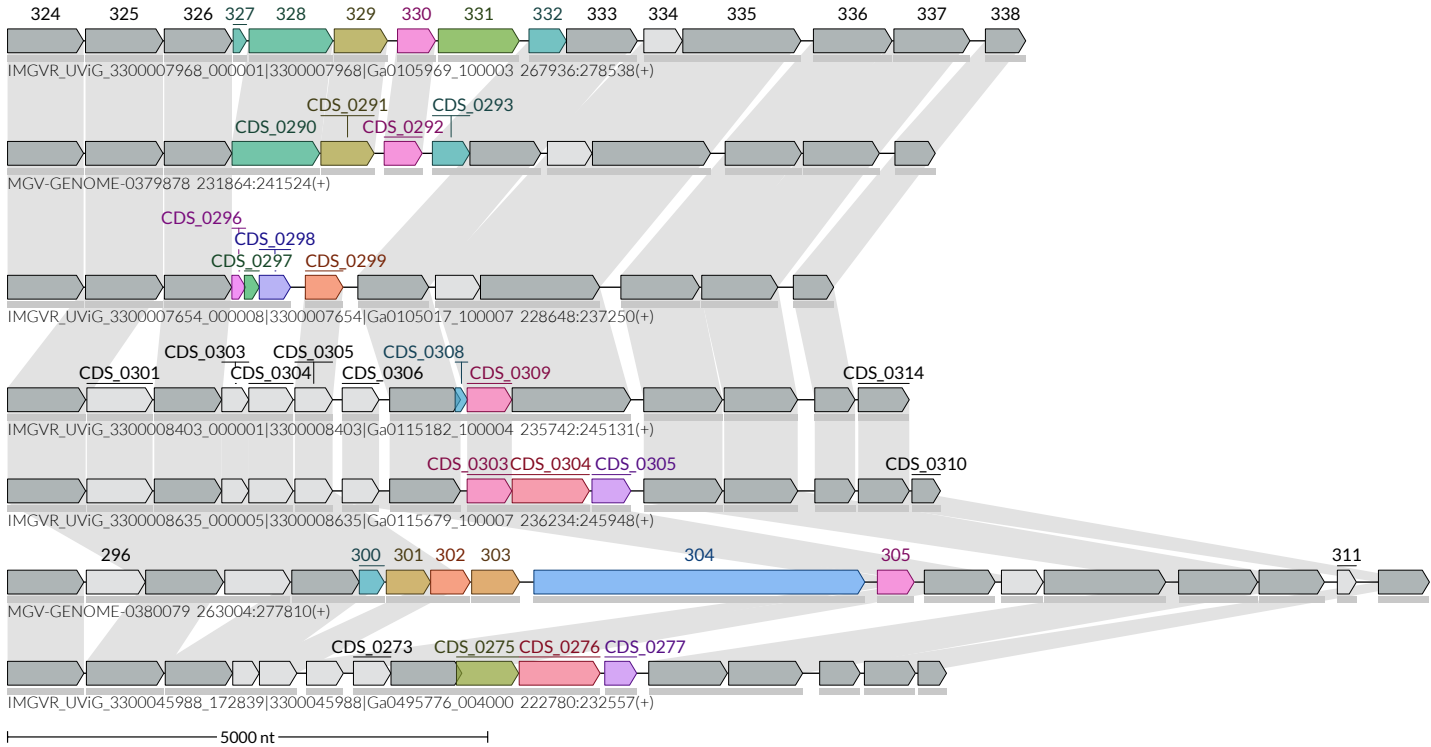 324 325 326 327 328 329 330 331 332 333 334 335 336 337 338
IMGVR_UViG_3300007968_000001|3300007968|Ga0105969_100003 267936:278538(+)
CDS_0291 CDS_0293
CDS_0290 CDS_0292
MGV-GENOME-0379878 231864:241524(+)
CDS_0296
CDS_0298
CDS_0297 CDS_0299
IMGVR_UViG_3300007654_000008|3300007654|Ga0105017_100007 228648:237250(+)
CDS_0303 CDS_0305 CDS_0308
CDS_0301 CDS_0304 CDS_0306 CDS_0309 CDS_0314
IMGVR_UViG_3300008403_000001|3300008403|Ga0115182_100004 235742:245131(+)
CDS_0303 CDS_0304 CDS_0305 CDS_0310
IMGVR_UViG_3300008635_000005|3300008635|Ga0115679_100007 236234:245948(+)
296 300 301 302 303 304 305 311
MGV-GENOME-0380079 263004:277810(+)
CDS_0273 CDS_0275 CDS_0276 CDS_0277
IMGVR_UViG_3300045988_172839|3300045988|Ga0495776_004000 222780:232557(+)
5000 nt